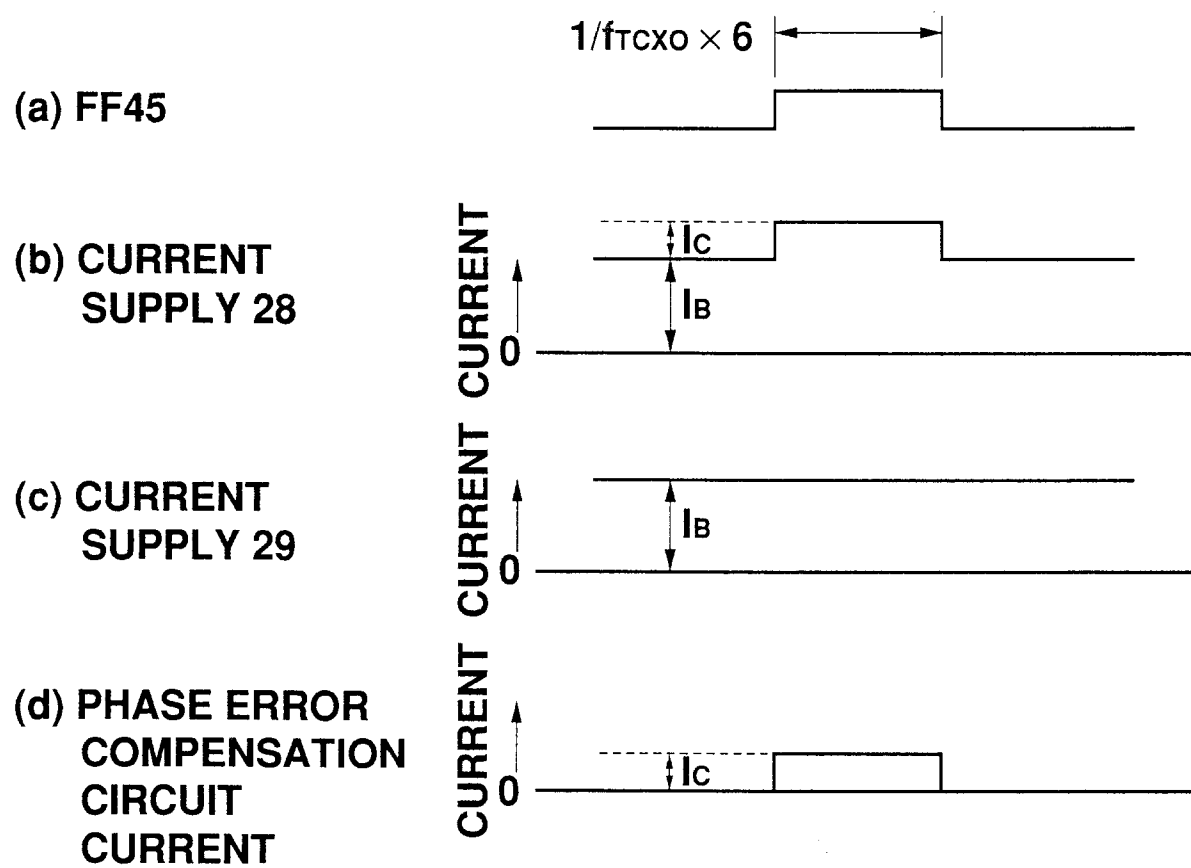 1/fTCXO × 6
(a) FF45
(b) CURRENT
SUPPLY 28
CURRENT
0
IC
IB
(c) CURRENT
SUPPLY 29
CURRENT
0
IB
(d) PHASE ERROR
COMPENSATION
CIRCUIT
CURRENT
CURRENT
0
IC